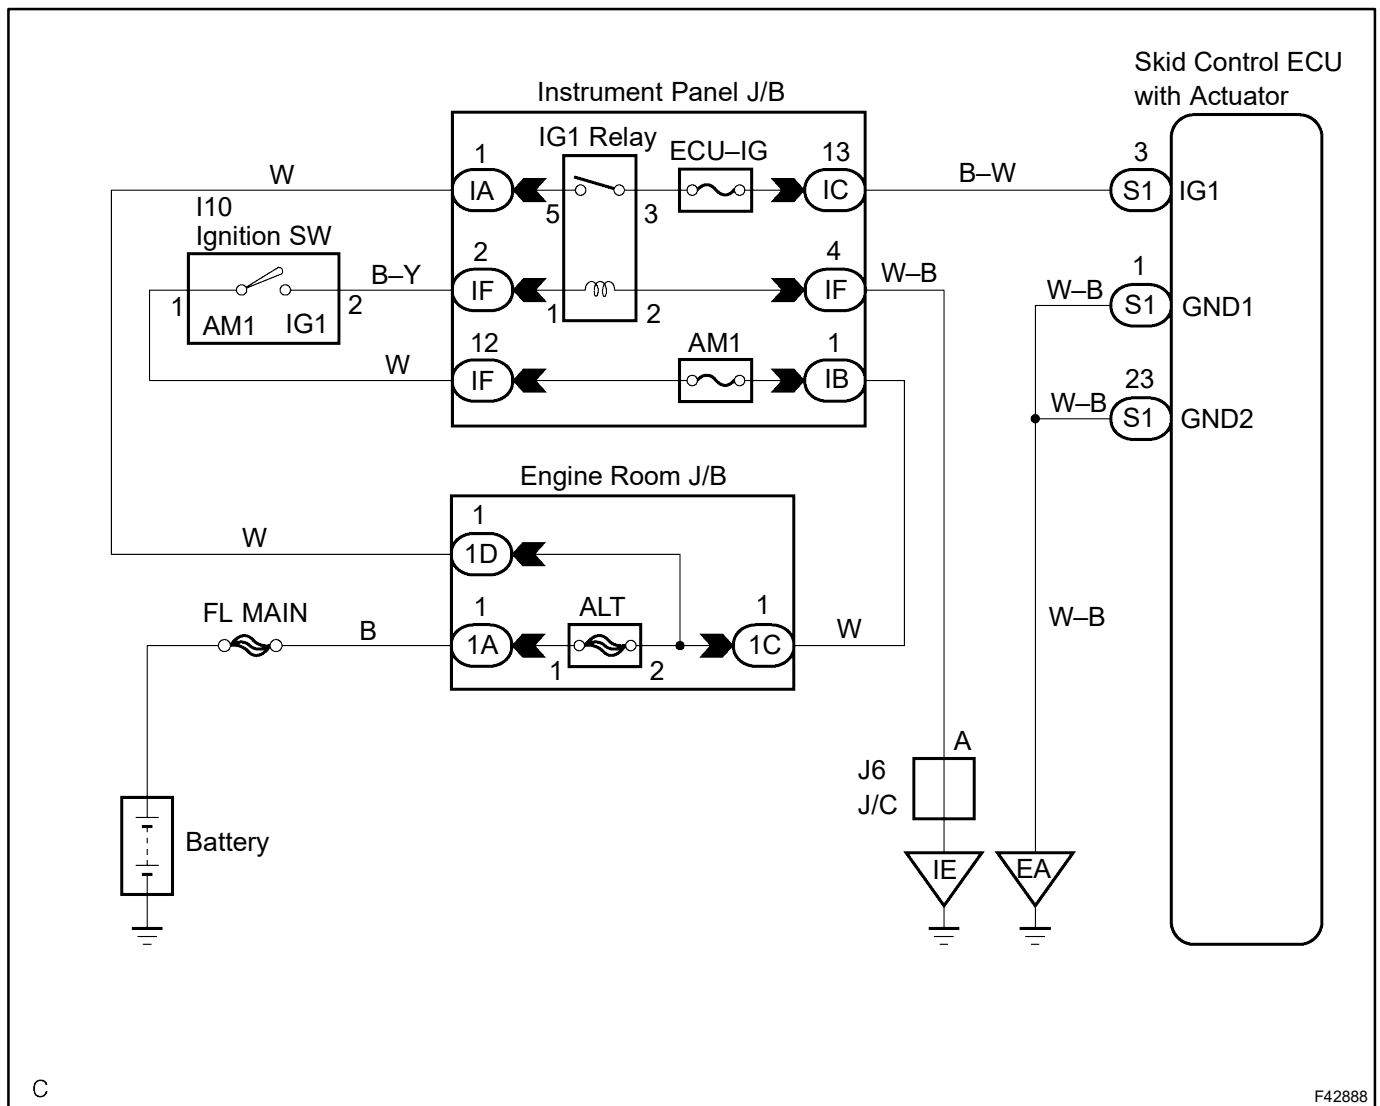 Skid Control ECU
with Actuator
Instrument Panel J/B
IG1 Relay
ECU–IG
1
IA
5
3
13
IC
B–W
3
S1
IG1
W
I10
Ignition SW
1
AM1
IG1
2
B–Y
2
IF
1
2
4
IF
W–B
1
S1
W–B
GND1
W
12
IF
AM1
1
IB
23
S1
W–B
GND2
Engine Room J/B
W
1
1D
FL MAIN
B
1
1A
ALT
1
2
1
1C
W
W–B
Battery
A
J6
J/C
IE
EA
C
F42888